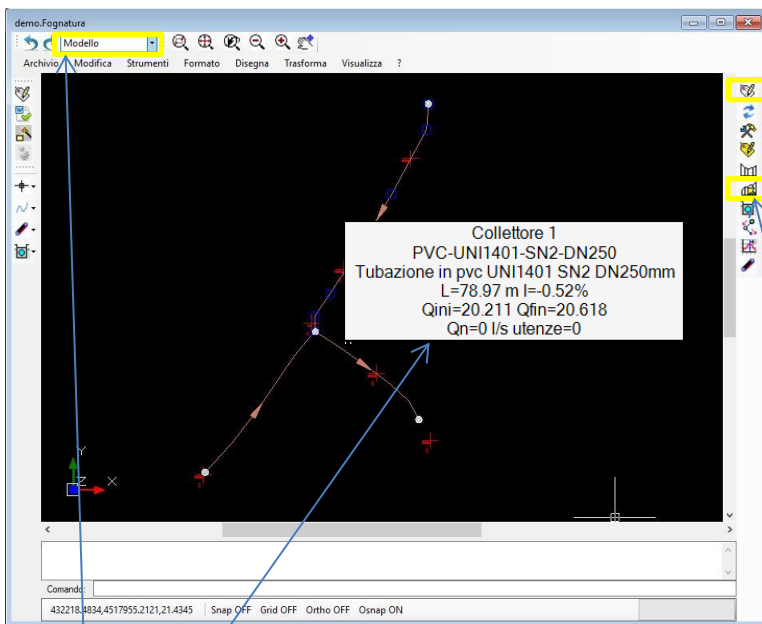 demo.Fognatura
Modello
Archivio Modifica Strumenti Formato Disegna Trasforma Visualizza ?
Collettore 1
PVC-UNI1401-SN2-DN250
Tubazione in pvc UNI1401 SN2 DN250mm
L=78.97 m I=-0.52%
Qini=20.211 Qfin=20.618
Qn=0 l/s utenze=0
Y
Z X
Comando:
432218.4834,4517955.2121,21.4345 Snap OFF Grid OFF Ortho OFF Osnap ON